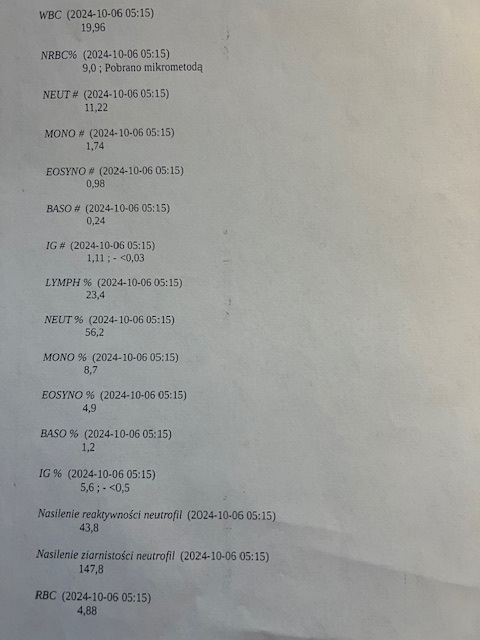 WBC (2024-10-06 05:15)
19,96
NRBC% (2024-10-06 05:15)
9,0 ; Pobrano mikrometodą
NEUT # (2024-10-06 05:15)
11,22
MONO # (2024-10-06 05:15)
1,74
EOSYNO # (2024-10-06 05:15)
0,98
BASO # (2024-10-06 05:15)
0,24
IG # (2024-10-06 05:15)
1,11 ; - <0,03
LYMPH % (2024-10-06 05:15)
23,4
NEUT % (2024-10-06 05:15)
56,2
MONO % (2024-10-06 05:15)
8,7
EOSYNO % (2024-10-06 05:15)
4,9
BASO % (2024-10-06 05:15)
1,2
IG % (2024-10-06 05:15)
5,6 ; - <0,5
Nasilenie reaktywności neutrofil (2024-10-06 05:15)
43,8
Nasilenie ziarnistości neutrofil (2024-10-06 05:15)
147,8
RBC (2024-10-06 05:15)
4,88